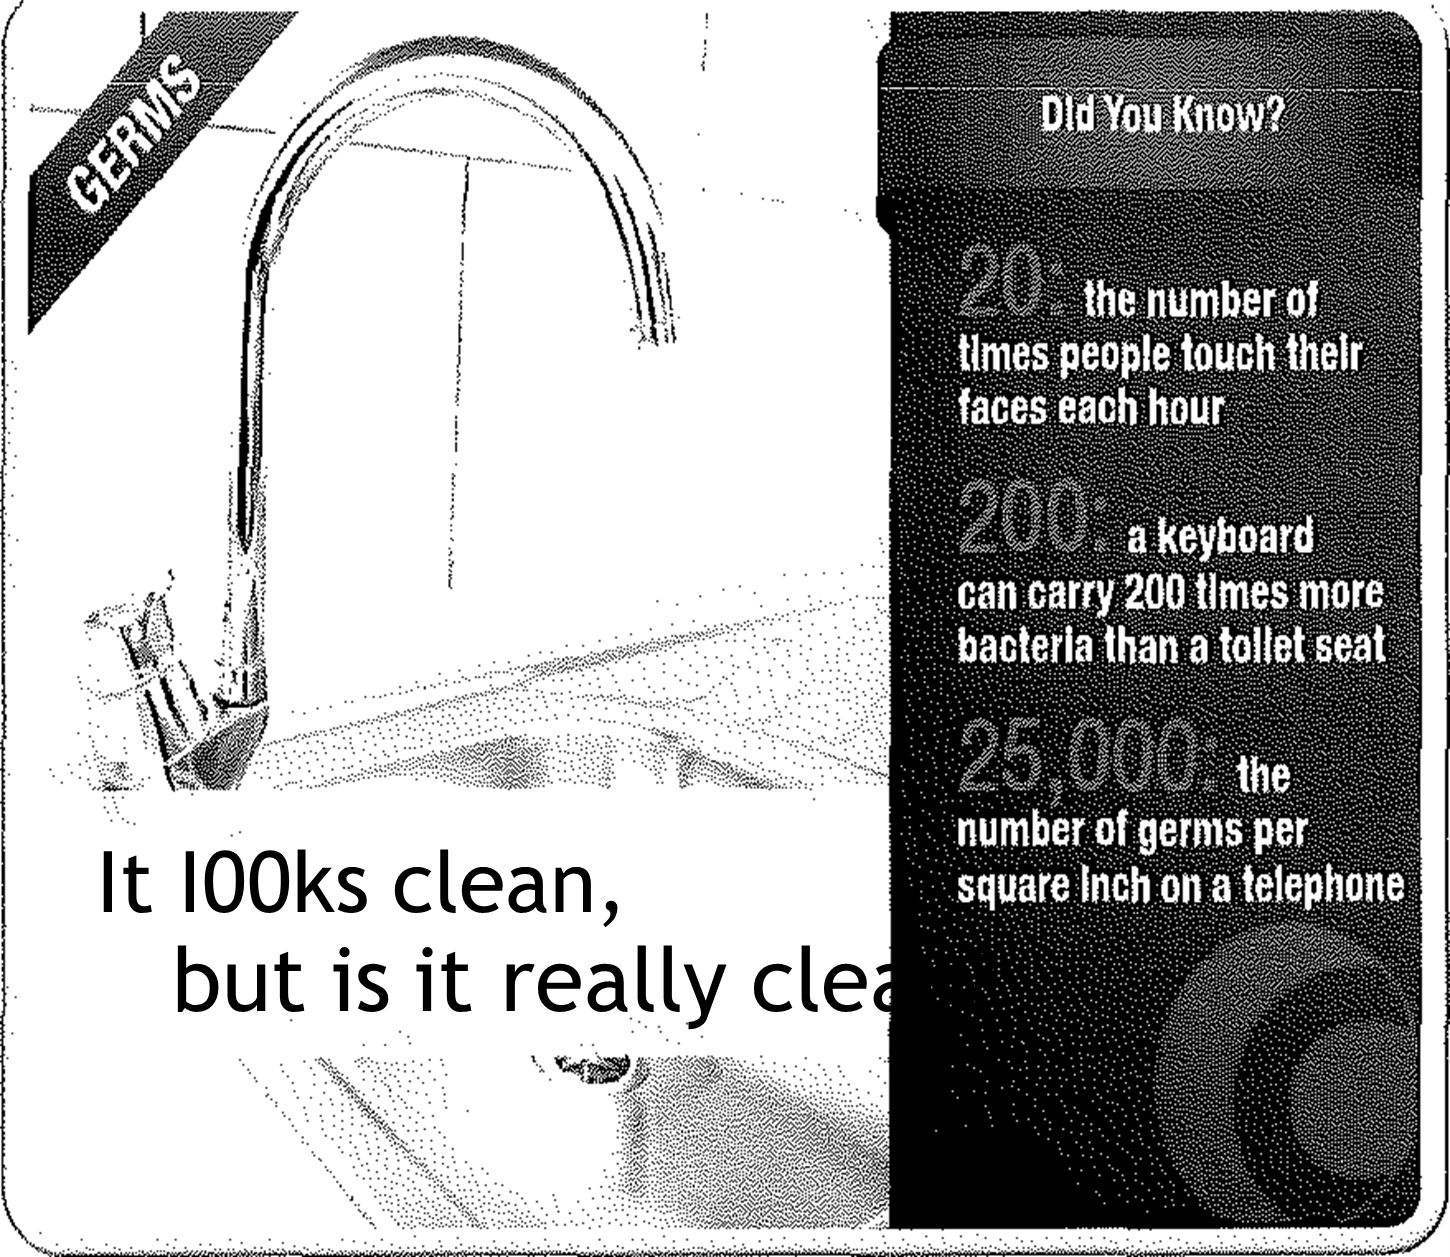 GERMS
It I00ks clean,
but is it really clea
Did You Know?
20: the number of
times people touch their
faces each hour
200: a keyboard
can carry 200 times more
bacteria than a toilet seat
25,000: the
number of germs per
square inch on a telephone